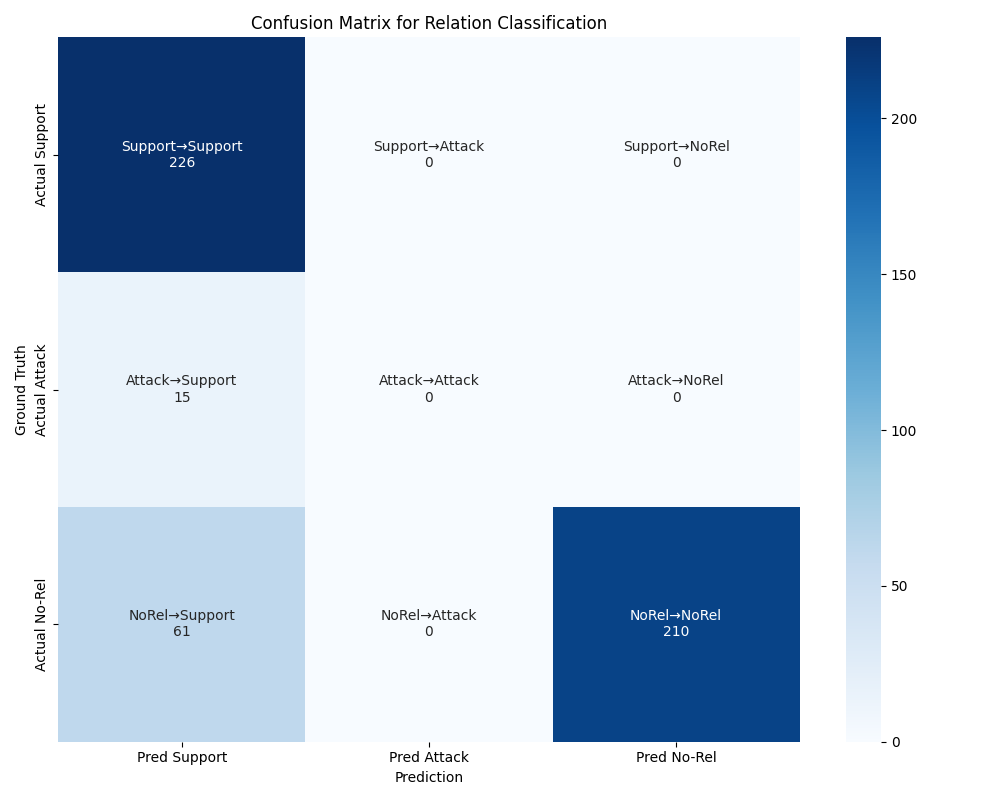 Confusion Matrix for Relation Classification
Actual Support
Support→Support
226
Support→Attack
0
Support→NoRel
0
Ground Truth
Actual Attack
Attack→Support
15
Attack→Attack
0
Attack→NoRel
0
Actual No-Rel
NoRel→Support
61
NoRel→Attack
0
NoRel→NoRel
210
Pred Support
Pred Attack
Pred No-Rel
Prediction
200
150
100
50
0